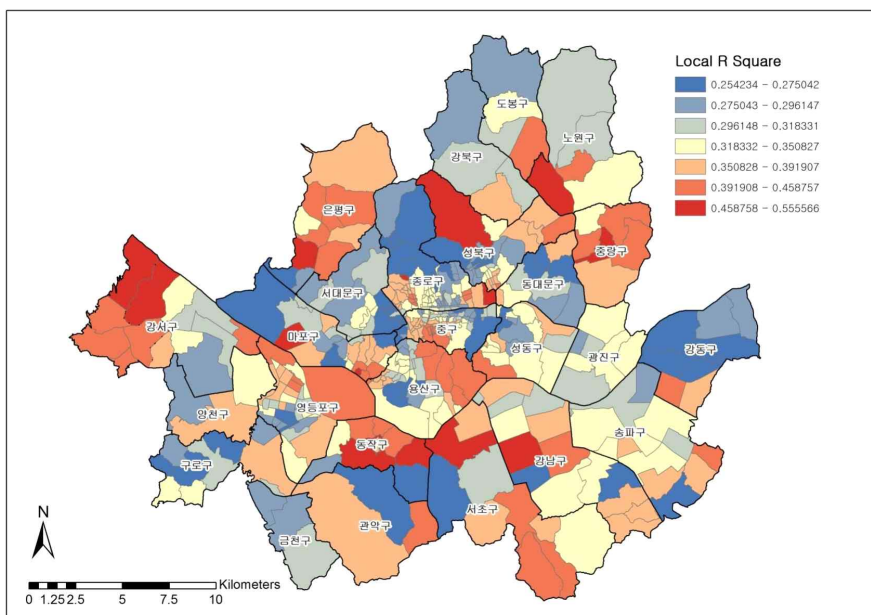 Local R Square
0.254234 - 0.275042
0.275043 - 0.296147
0.296148 - 0.318331
0.318332 - 0.350827
0.350828 - 0.391907
0.391908 - 0.458757
0.458758 - 0.555566
도봉구
노원구
강북구
은평구
성북구
중랑구
종로구
서대문구
동대문구
강서구
마포구
중구
성동구
광진구
강동구
용산구
양천구
영등포구
송파구
동작구
강남구
구로구
서초구
관악구
금천구
N
Kilometers
0 1.25 2.5 5 7.5 10